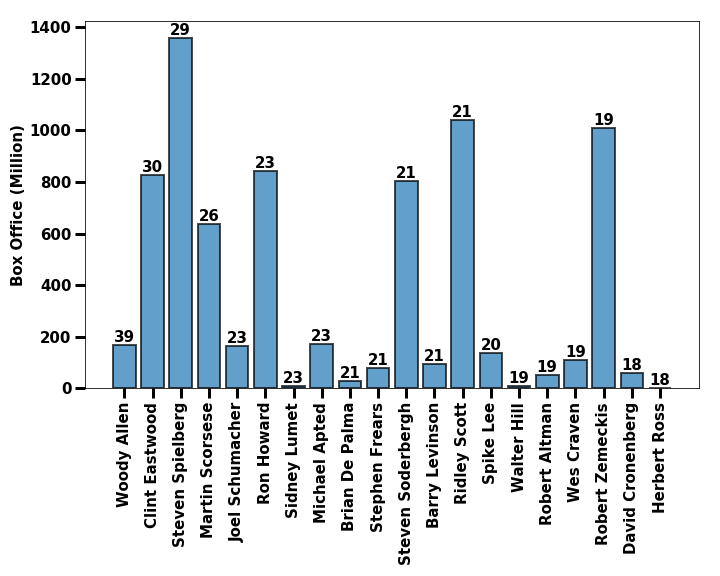 Box Office (Million)
1400
1200
1000
800
600
400
200
0
39
30
29
26
23
23
23
23
21
21
21
21
21
20
19
19
19
19
18
18
Woody Allen
Clint Eastwood
Steven Spielberg
Martin Scorsese
Joel Schumacher
Ron Howard
Sidney Lumet
Michael Apted
Brian De Palma
Stephen Frears
Steven Soderbergh
Barry Levinson
Ridley Scott
Spike Lee
Walter Hill
Robert Altman
Wes Craven
Robert Zemeckis
David Cronenberg
Herbert Ross